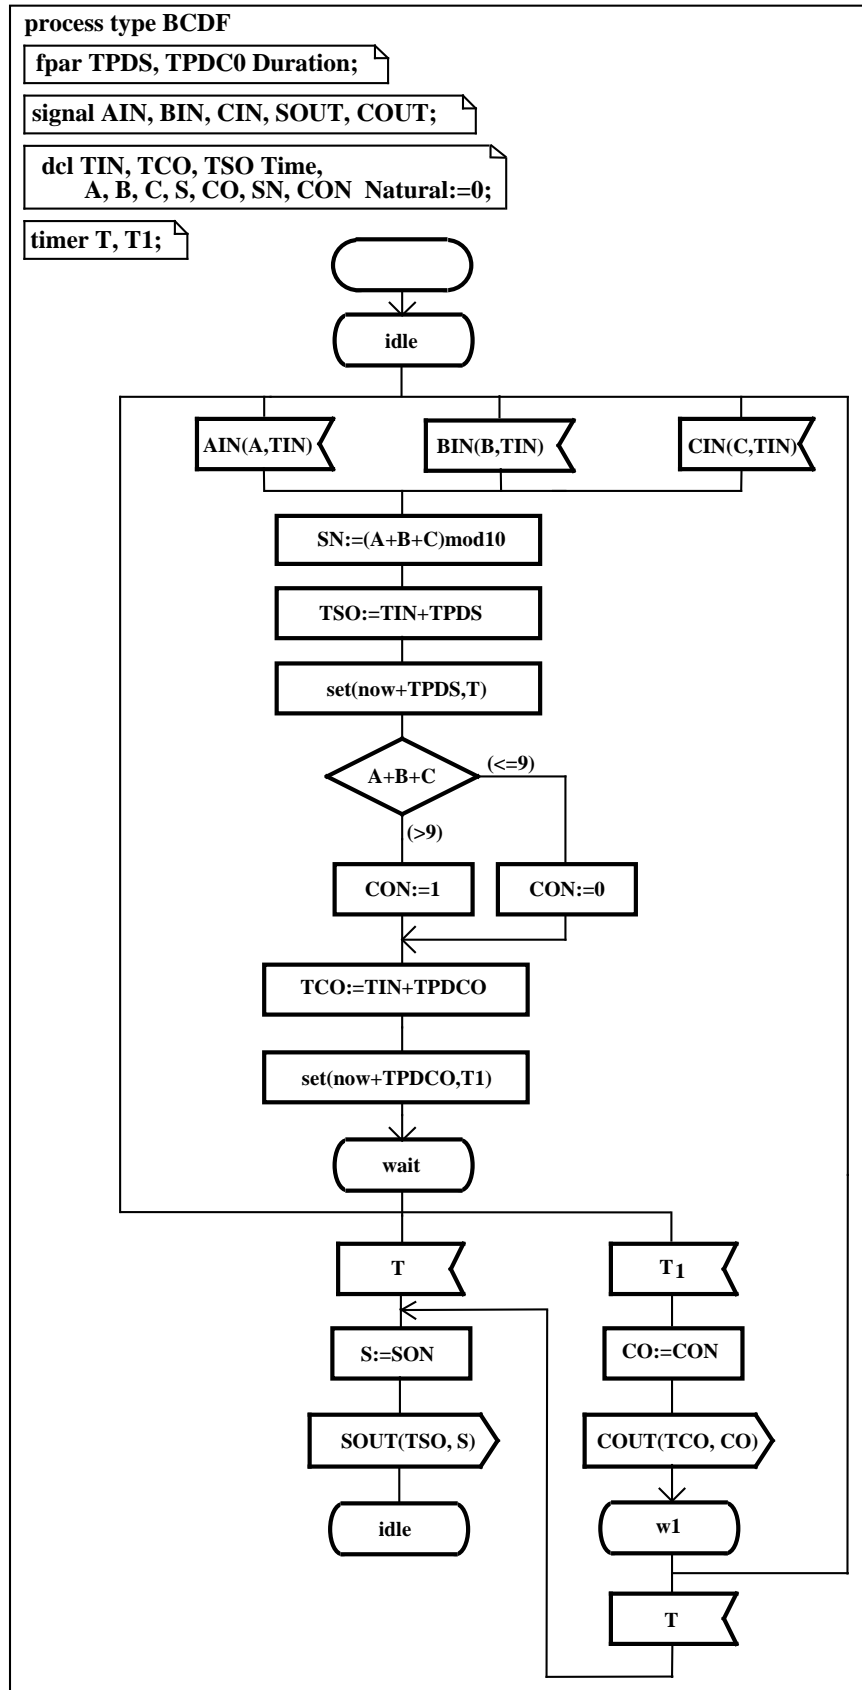 process type BCDF
fpar TPDS, TPDC0 Duration;
signal AIN, BIN, CIN, SOUT, COUT;
dcl TIN, TCO, TSO Time,
A, B, C, S, CO, SN, CON Natural:=0;
timer T, T1;
idle
AIN(A,TIN)
BIN(B,TIN)
CIN(C,TIN)
SN:=(A+B+C)mod10
TSO:=TIN+TPDS
set(now+TPDS,T)
A+B+C
(<=9)
(>9)
CON:=1
CON:=0
TCO:=TIN+TPDCO
set(now+TPDCO,T1)
wait
T
T1
S:=SON
CO:=CON
SOUT(TSO, S)
COUT(TCO, CO)
idle
w1
T